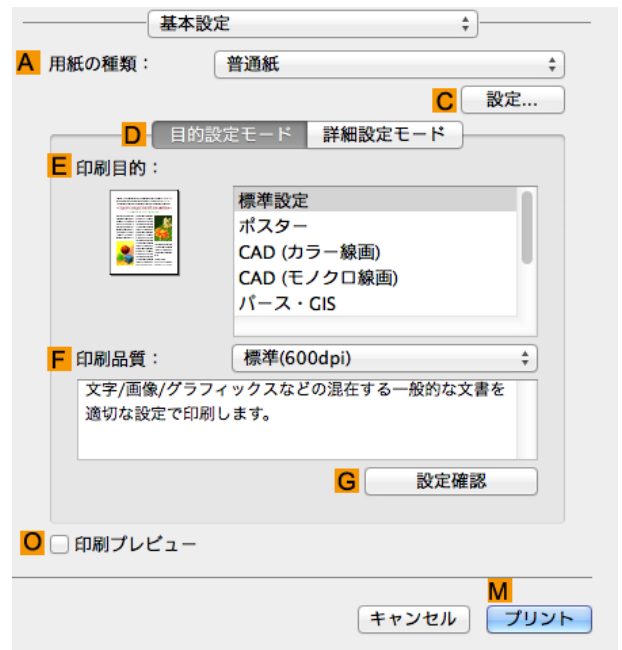 基本設定
A 用紙の種類： 普通紙
C 設定...
D 目的設定モード 詳細設定モード
E 印刷目的：
標準設定
ポスター
CAD (カラー線画)
CAD (モノクロ線画)
パース・GIS
F 印刷品質： 標準(600dpi)
文字/画像/グラフィックスなどの混在する一般的な文書を
適切な設定で印刷します。
G 設定確認
O 印刷プレビュー
M
キャンセル プリント